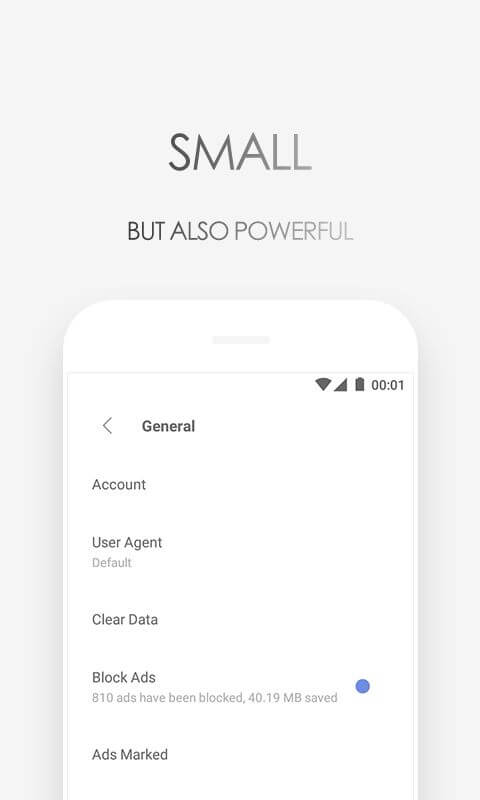 SMALL
BUT ALSO POWERFUL
00:01
General
Account
User Agent
Default
Clear Data
Block Ads
810 ads have been blocked, 40.19 MB saved
Ads Marked